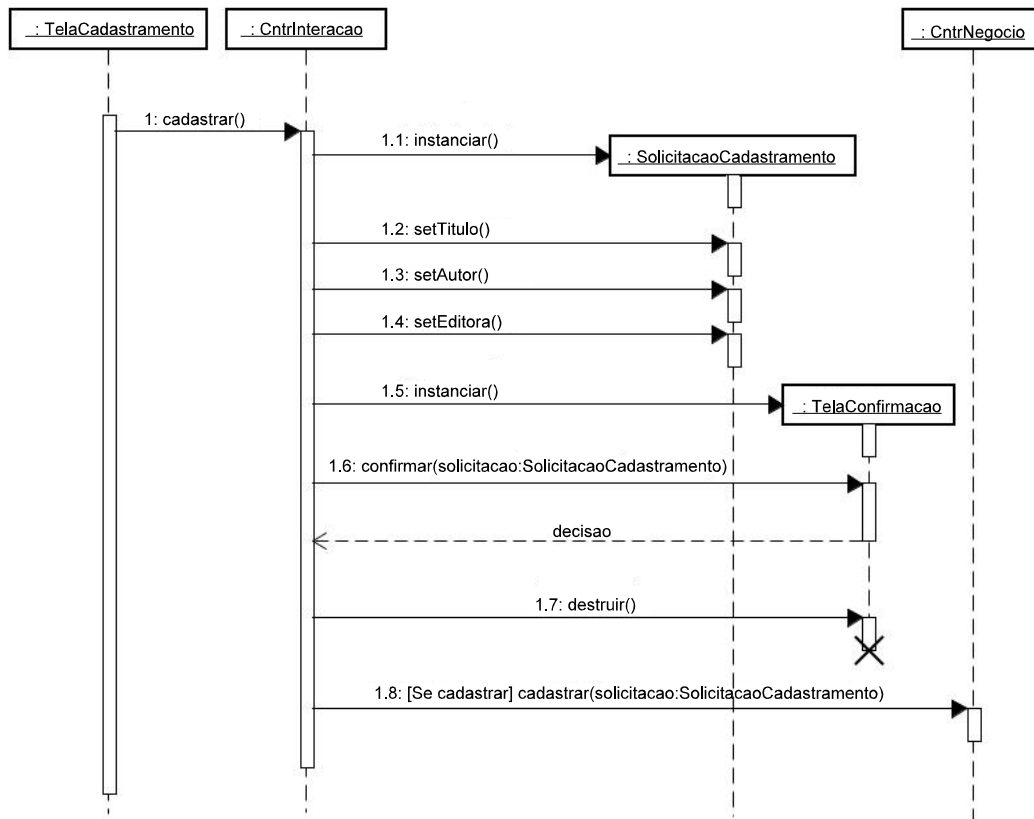 : TelaCadastramento
: CntrInteracao
: CntrNegocio
1: cadastrar()
1.1: instanciar()
: SolicitacaoCadastramento
1.2: setTitulo()
1.3: setAutor()
1.4: setEditora()
1.5: instanciar()
: TelaConfirmacao
1.6: confirmar(solicitacao:SolicitacaoCadastramento)
decisao
1.7: destruir()
1.8: [Se cadastrar] cadastrar(solicitacao:SolicitacaoCadastramento)